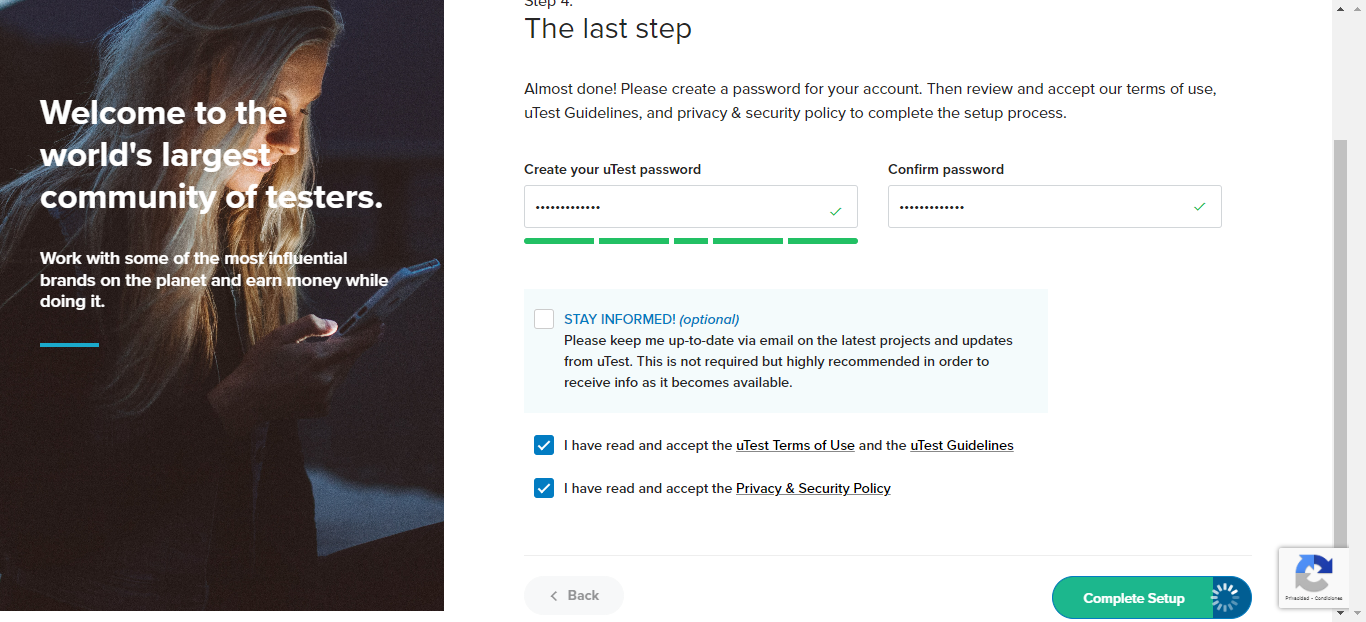 Welcome to the
world's largest
community of testers.
Work with some of the most influential
brands on the planet and earn money while
doing it.
Step 4.
The last step
Almost done! Please create a password for your account. Then review and accept our terms of use,
uTest Guidelines, and privacy & security policy to complete the setup process.
Create your uTest password
Confirm password
STAY INFORMED! (optional)
Please keep me up-to-date via email on the latest projects and updates
from uTest. This is not required but highly recommended in order to
receive info as it becomes available.
I have read and accept the uTest Terms of Use and the uTest Guidelines
I have read and accept the Privacy & Security Policy
Back
Complete Setup
Privacidad - Condiciones